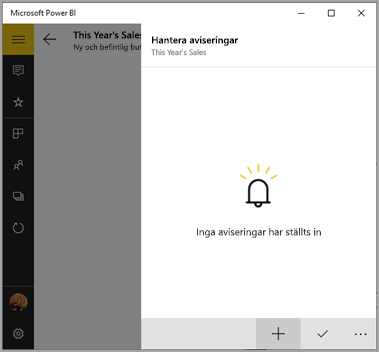 Microsoft Power BI
This Year's Sales
Ny och befintlig but
Hantera aviseringar
This Year's Sales
Inga aviseringar har ställts in